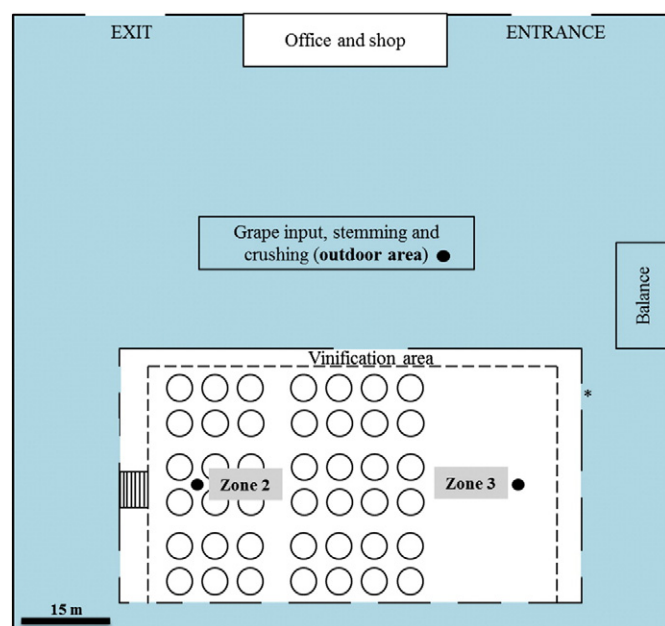 EXIT
Office and shop
ENTRANCE
Grape input, stemming and
crushing (outdoor area)
Balance
Vinification area
*
Zone 2
Zone 3
15 m